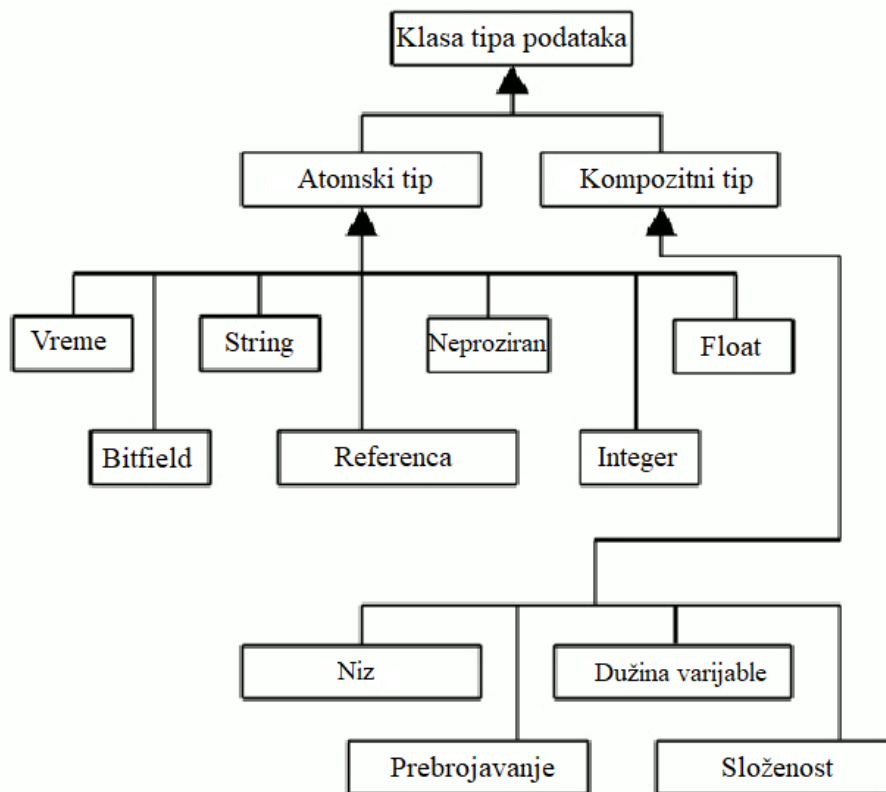 Klasa tipa podataka
Atomski tip
Kompozitni tip
Vreme
String
Neproziran
Float
Bitfield
Referenca
Integer
Niz
Dužina varijable
Prebrojavanje
Složenost